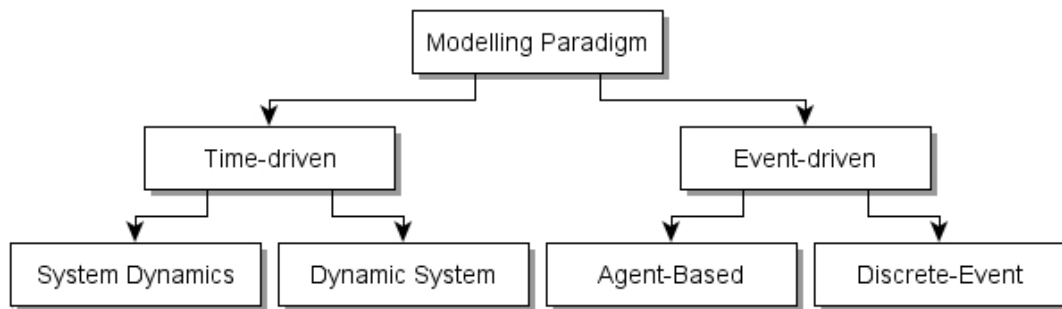 Modelling Paradigm
Time-driven
Event-driven
System Dynamics
Dynamic System
Agent-Based
Discrete-Event